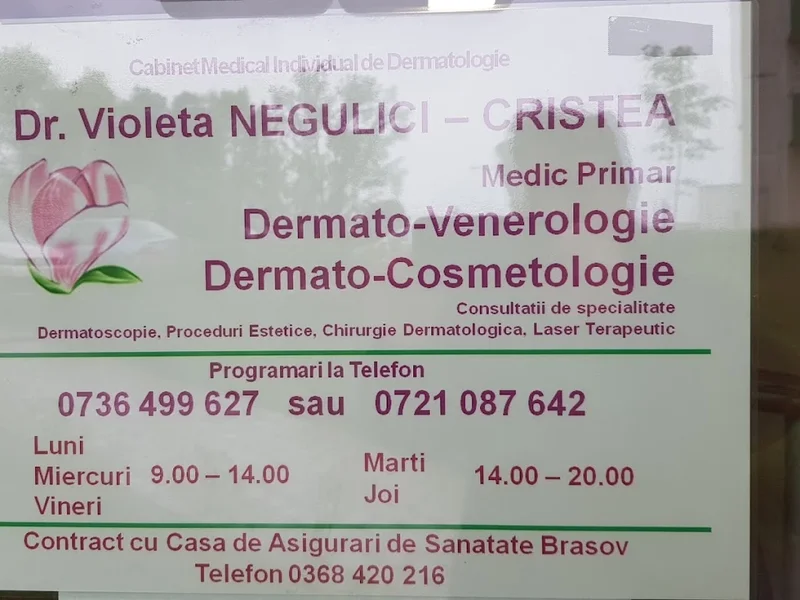 Cabinet Medical Individual de Dermatologie
Dr. Violeta NEGULICI – CRISTEA
Medic Primar
Dermato-Venerologie
Dermato-Cosmetologie
Consultatii de specialitate
Dermatoscopie, Proceduri Estetice, Chirurgie Dermatologica, Laser Terapeutic
Programari la Telefon
0736 499 627 sau 0721 087 642
Luni
Miercuri 9.00 – 14.00
Vineri
Marti
Joi
14.00 – 20.00
Contract cu Casa de Asigurari de Sanatate Brasov
Telefon 0368 420 216